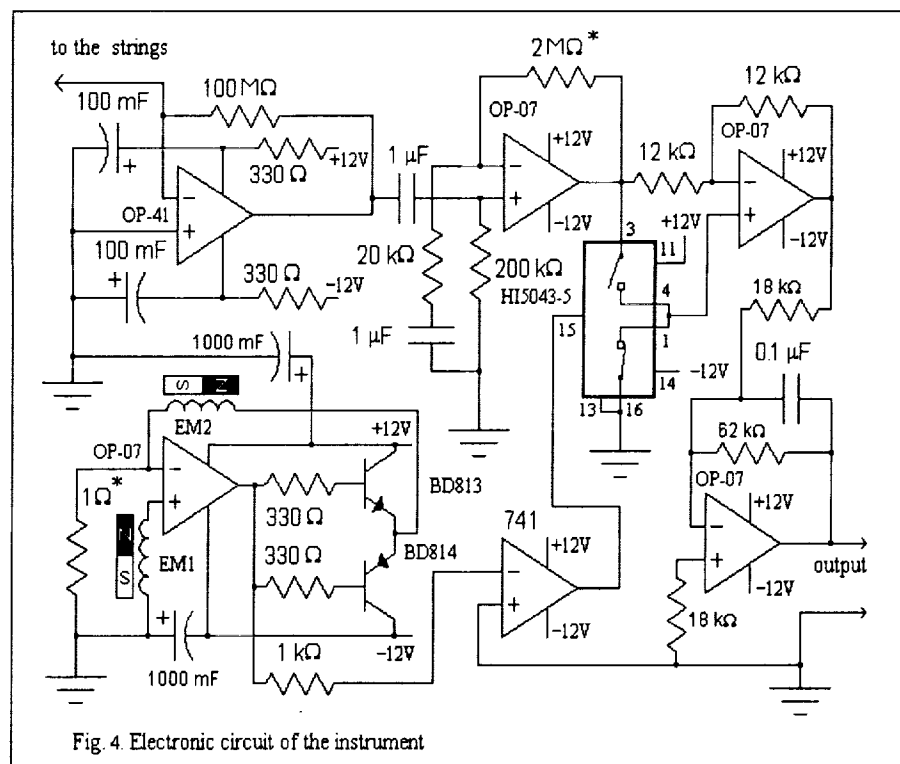 to the strings
2 MΩ*
100 mF
100 MΩ
OP-07
12 kΩ
OP-07
330 Ω
+12V
1 µF
+12V
12 kΩ
+12V
OP-41
−12V
−12V
100 mF
20 kΩ
200 kΩ
330 Ω
−12V
HI5043-5
3
11
+12V
4
1
15
14
−12V
13
16
18 kΩ
0.1 µF
1000 mF
1 µF
S
N
EM2
62 kΩ
OP-07
+12V
OP-07
1Ω*
BD813
330 Ω
741
+12V
+12V
N
S
EM1
330 Ω
BD814
output
−12V
−12V
18 kΩ
1000 mF
−12V
1 kΩ
Fig. 4. Electronic circuit of the instrument